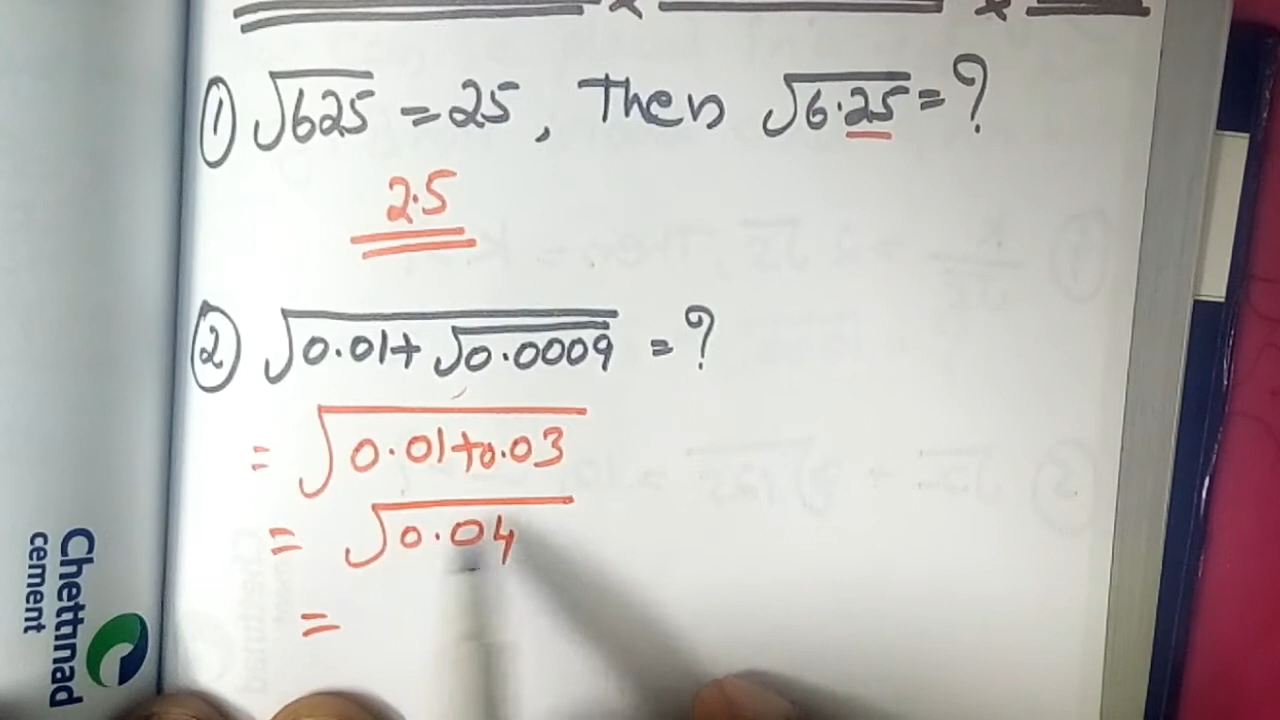 ① √625 = 25, Then √6.25 = ?
2.5
② √(0.01+√0.0009) = ?
= √(0.01+0.03)
= √0.04
=
Chettinad
cement